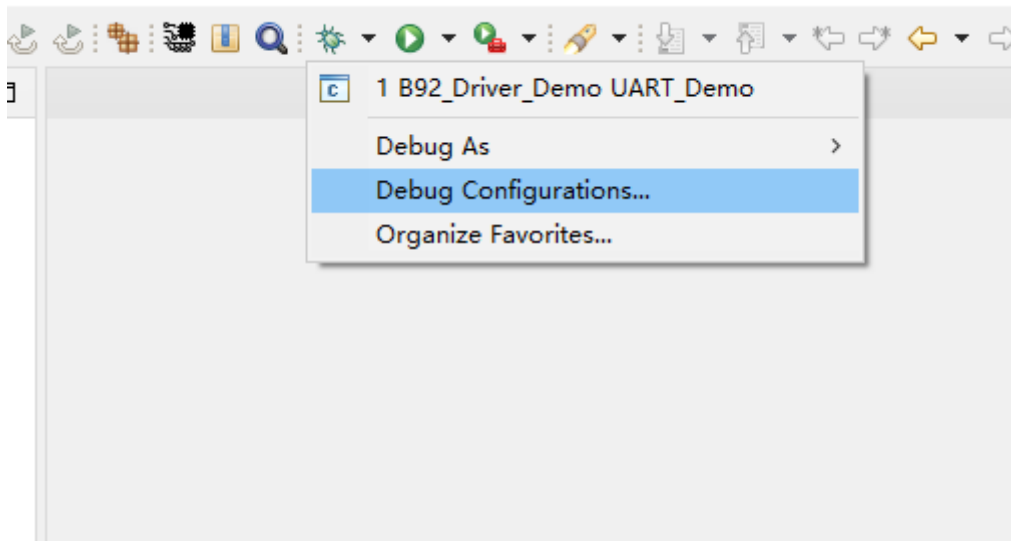 1 B92_Driver_Demo UART_Demo
Debug As
Debug Configurations...
Organize Favorites...